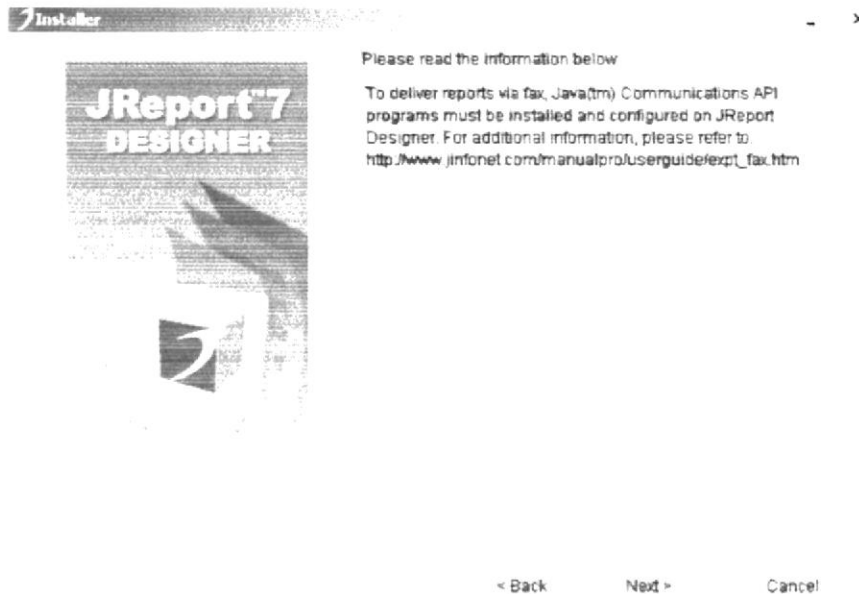 Installer
Please read the information below
JReport™ 7
DESIGNER
To deliver reports via fax, Java(tm) Communications API
programs must be installed and configured on JReport
Designer. For additional information, please refer to:
http://www.jinfonet.com/manualpro/userguide/expt_fax.htm
< Back Next > Cancel